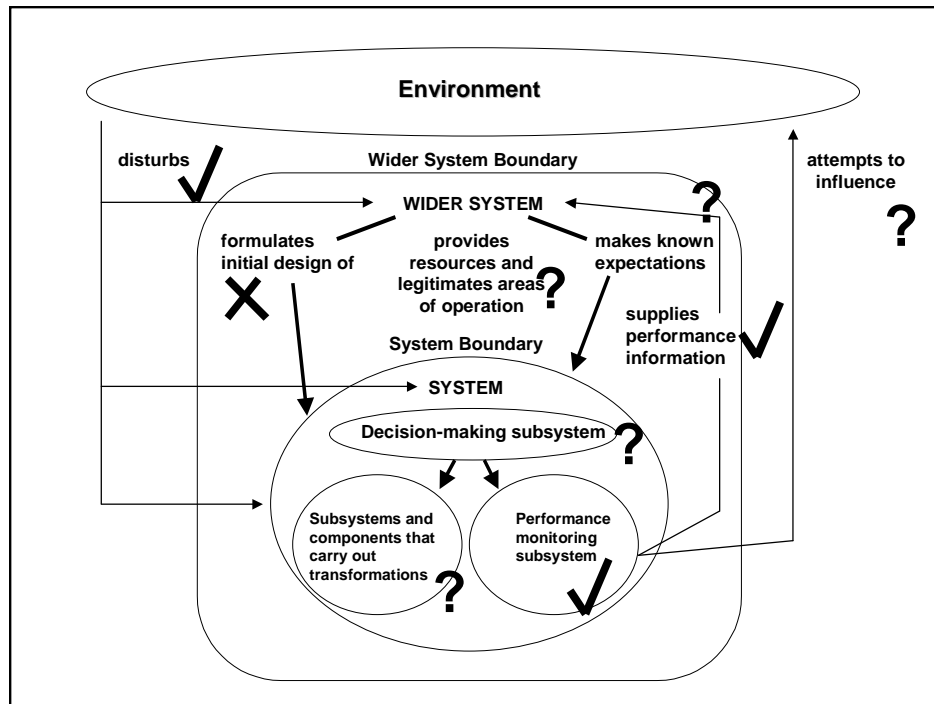 Environment
disturbs
attempts to
influence
?
Wider System Boundary
WIDER SYSTEM
?
formulates
initial design of
provides
resources and
legitimates areas
of operation
?
makes known
expectations
supplies
performance
information
System Boundary
SYSTEM
Decision-making subsystem
?
Subsystems and
components that
carry out
transformations
?
Performance
monitoring
subsystem